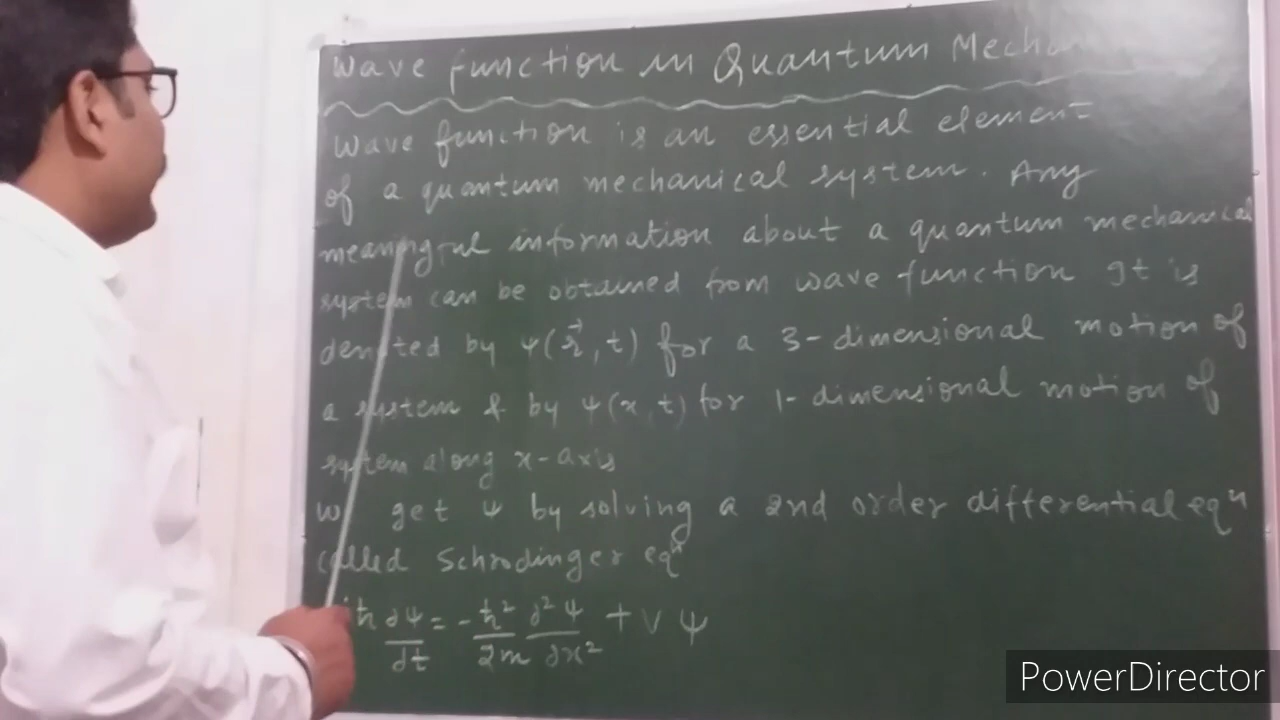 Wave function in Quantum Mecha
Wave function is an essential element
of a quantum mechanical system. Any
meaningful information about a quantum mechanical
system can be obtained from wave function It is
denoted by ψ(r⃗, t) for a 3-dimensional motion of
a system & by ψ(x, t) for 1-dimensional motion of
system along x-axis
w get ψ by solving a 2nd order differential eqⁿ
called Schrodinger eqⁿ
iħ ∂ψ/∂t = -ħ²/2m ∂²ψ/∂x² + V ψ
PowerDirector